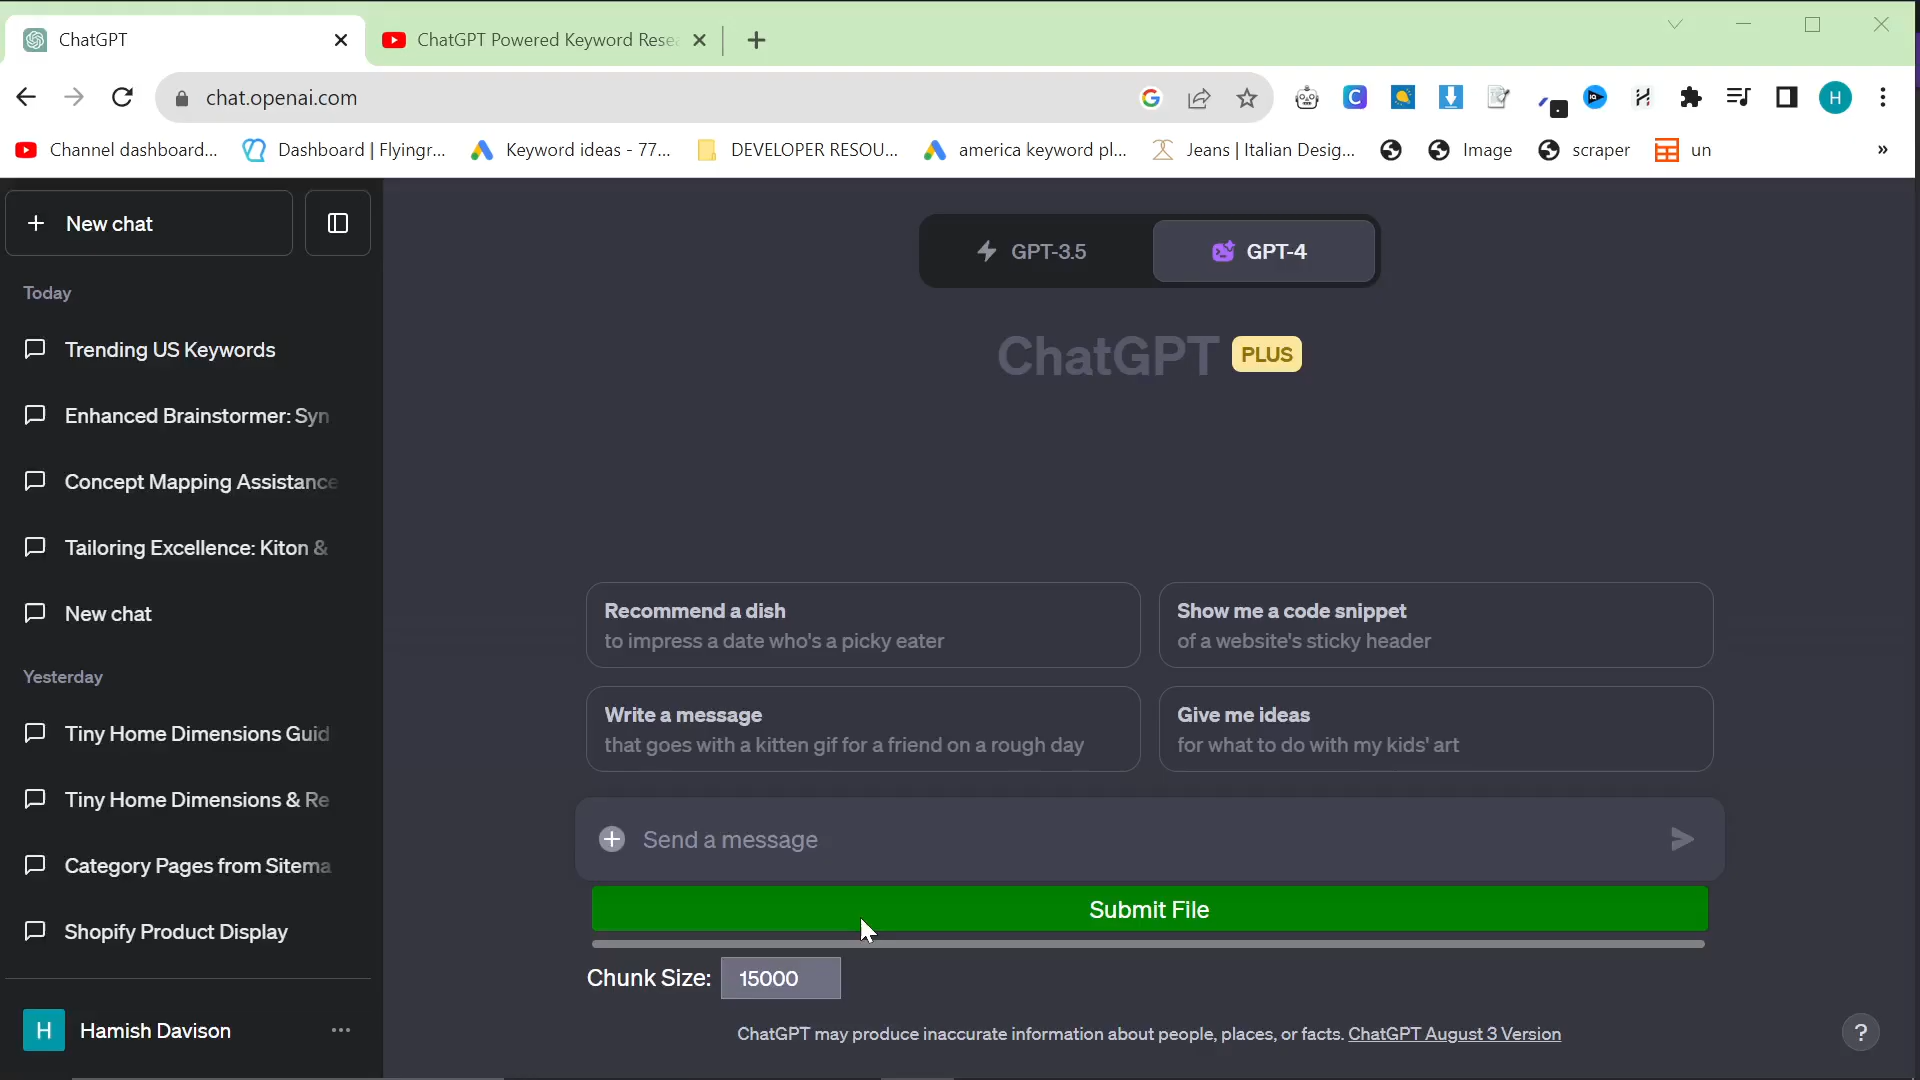 ChatGPT
ChatGPT Powered Keyword Rese
chat.openai.com
Channel dashboard...
Dashboard | Flyingr...
Keyword ideas - 77...
DEVELOPER RESOU...
america keyword pl...
Jeans | Italian Desig...
Image
scraper
un
»
New chat
Today
Trending US Keywords
Enhanced Brainstormer: Syn
Concept Mapping Assistance
Tailoring Excellence: Kiton &
New chat
Yesterday
Tiny Home Dimensions Guid
Tiny Home Dimensions & Re
Category Pages from Sitema
Shopify Product Display
H Hamish Davison
GPT-3.5
GPT-4
ChatGPT PLUS
Recommend a dish
to impress a date who's a picky eater
Show me a code snippet
of a website's sticky header
Write a message
that goes with a kitten gif for a friend on a rough day
Give me ideas
for what to do with my kids' art
Send a message
Submit File
Chunk Size: 15000
ChatGPT may produce inaccurate information about people, places, or facts. ChatGPT August 3 Version
?